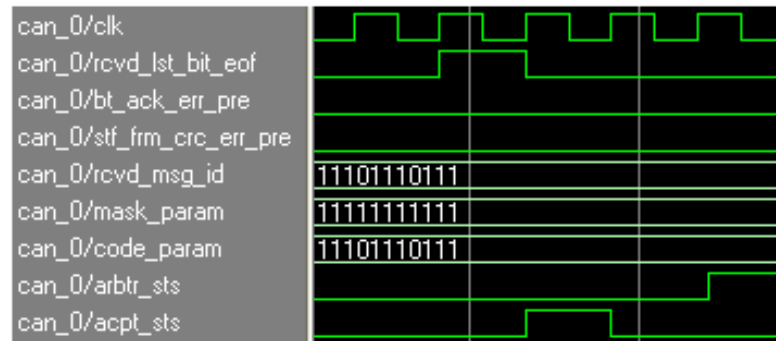 can_0/clk
can_0/rcvd_lst_bit_eof
can_0/bt_ack_err_pre
can_0/stf_frm_crc_err_pre
can_0/rcvd_msg_id 11101110111
can_0/mask_param 11111111111
can_0/code_param 11101110111
can_0/arbtr_sts
can_0/acpt_sts